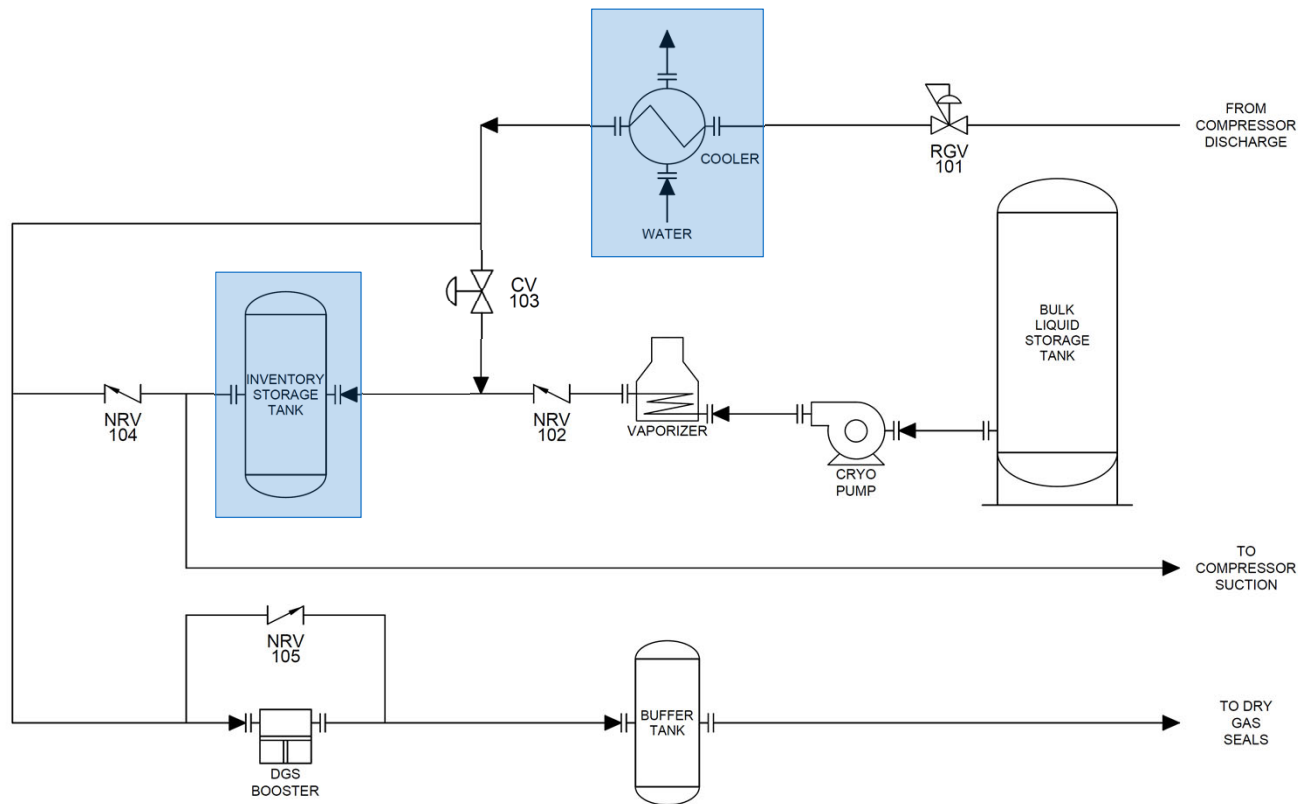 FROM
COMPRESSOR
DISCHARGE
RGV
101
COOLER
WATER
CV
103
BULK
LIQUID
STORAGE
TANK
INVENTORY
STORAGE
TANK
NRV
104
NRV
102
VAPORIZER
CRYO
PUMP
TO
COMPRESSOR
SUCTION
NRV
105
DGS
BOOSTER
BUFFER
TANK
TO DRY
GAS
SEALS